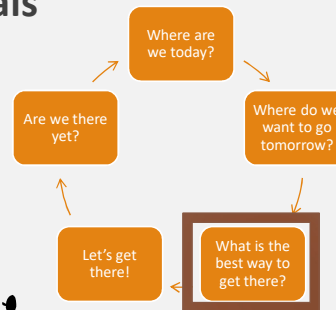 Where are
we today?
Where do we
want to go
tomorrow?
What is the
best way to
get there?
Let's get
there!
Are we there
yet?